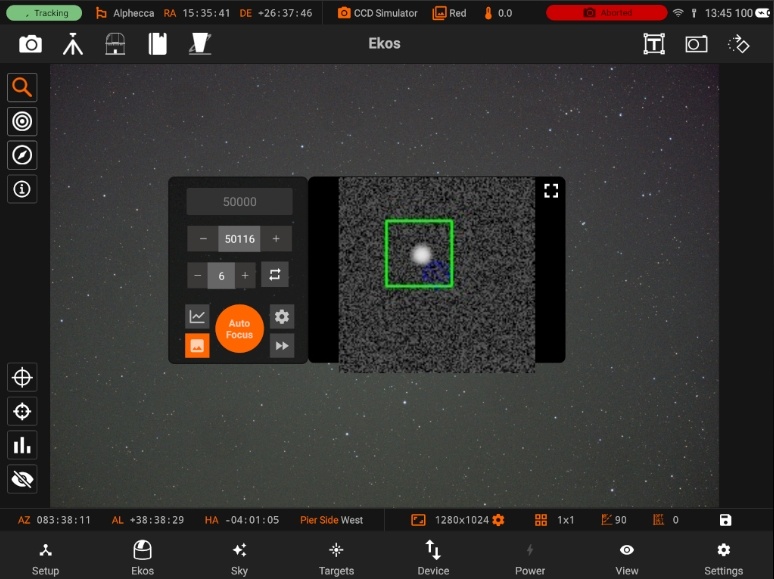 Tracking Alphecca RA 15:35:41 DE +26:37:46 CCD Simulator Red 0.0 Aborted 13:45 100
Ekos
50000
− 50116 +
− 6 +
Auto
Focus
AZ 083:38:11 AL +38:38:29 HA -04:01:05 Pier Side West 1280x1024 1x1 90 0
Setup Ekos Sky Targets Device Power View Settings